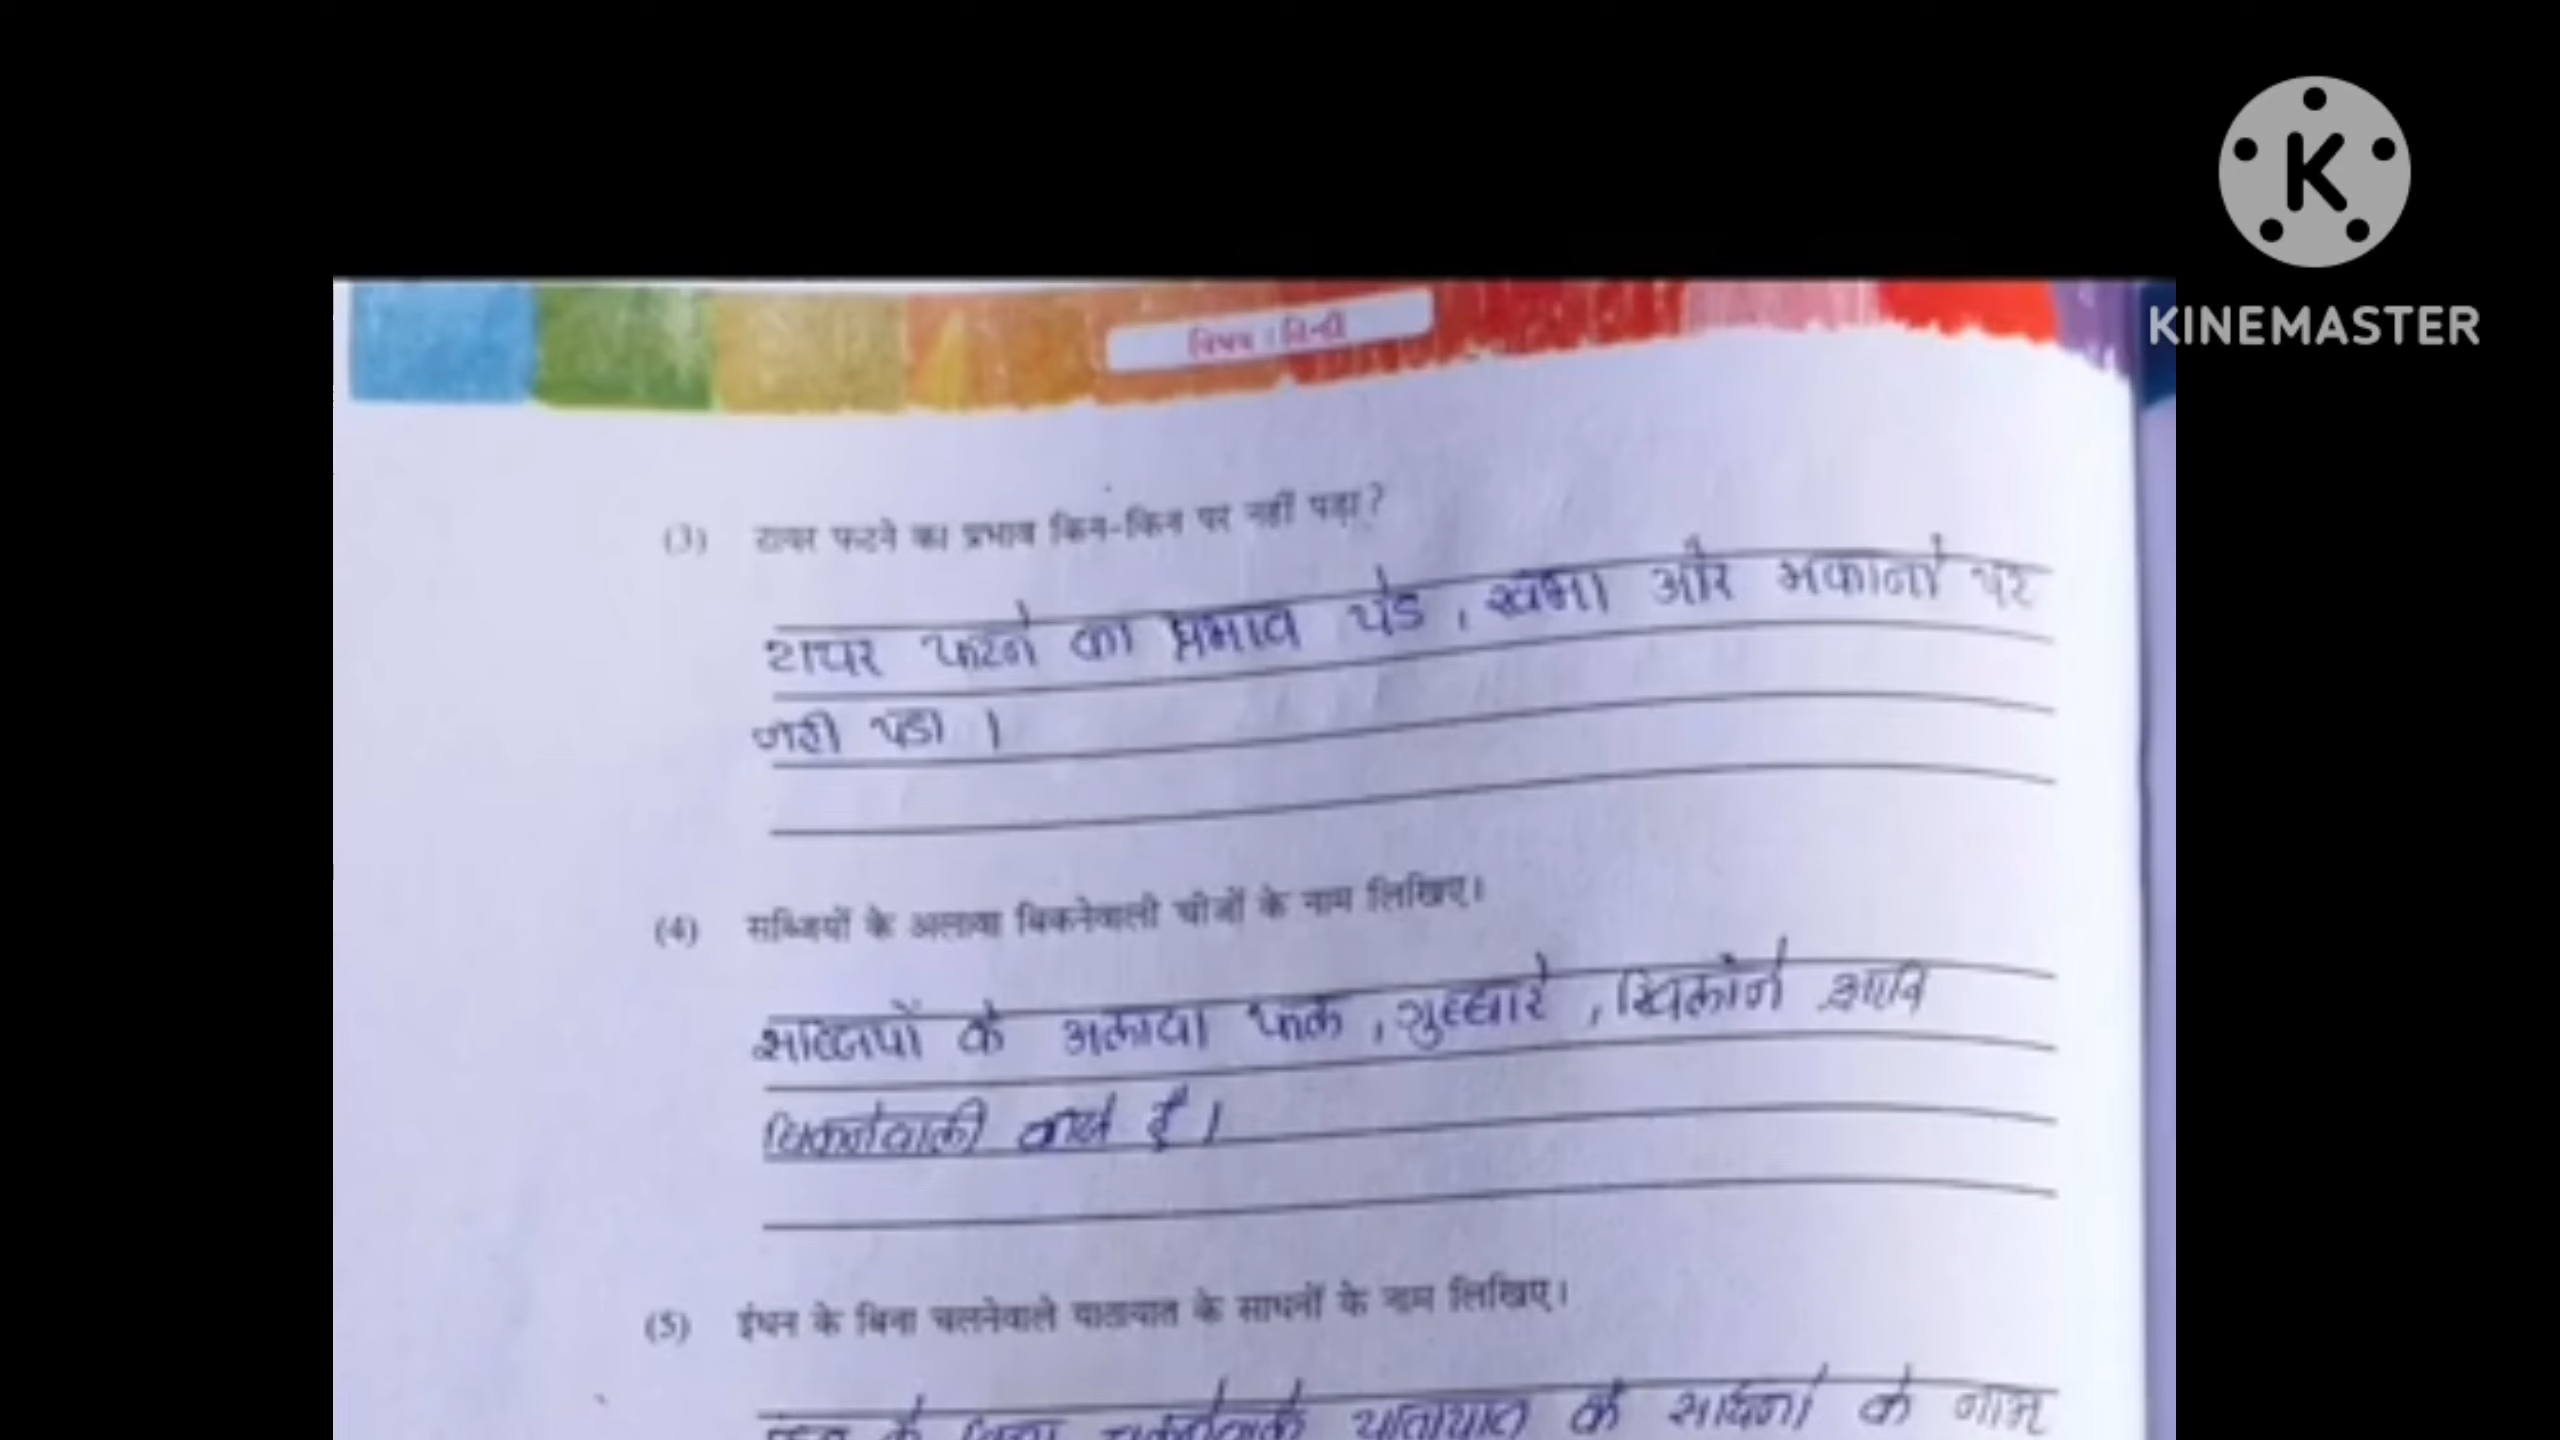 KINEMASTER
विषय : हिन्दी
(3) टायर फटने का प्रभाव किन-किन पर नहीं पड़ा?
टायर फटने का प्रभाव पेड , खंभा और मकानों पर
नही पडा ।
(4) सब्जियों के अलावा बिकनेवाली चीजों के नाम लिखिए।
सब्जियों के अलावा फल , गुब्बारे , खिलौने आदि
बिकनेवाली है ।
(5) इंधन के बिना चलनेवाले यातायात के साधनों के नाम लिखिए।
के बिना चलनेवाले यातायात के साधनों के नाम